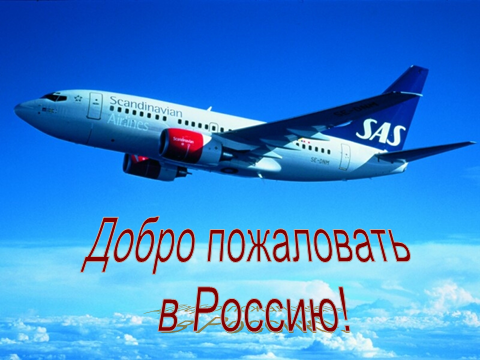 Scandinavian
Airlines
SAS
Добро пожаловать
в Россию!